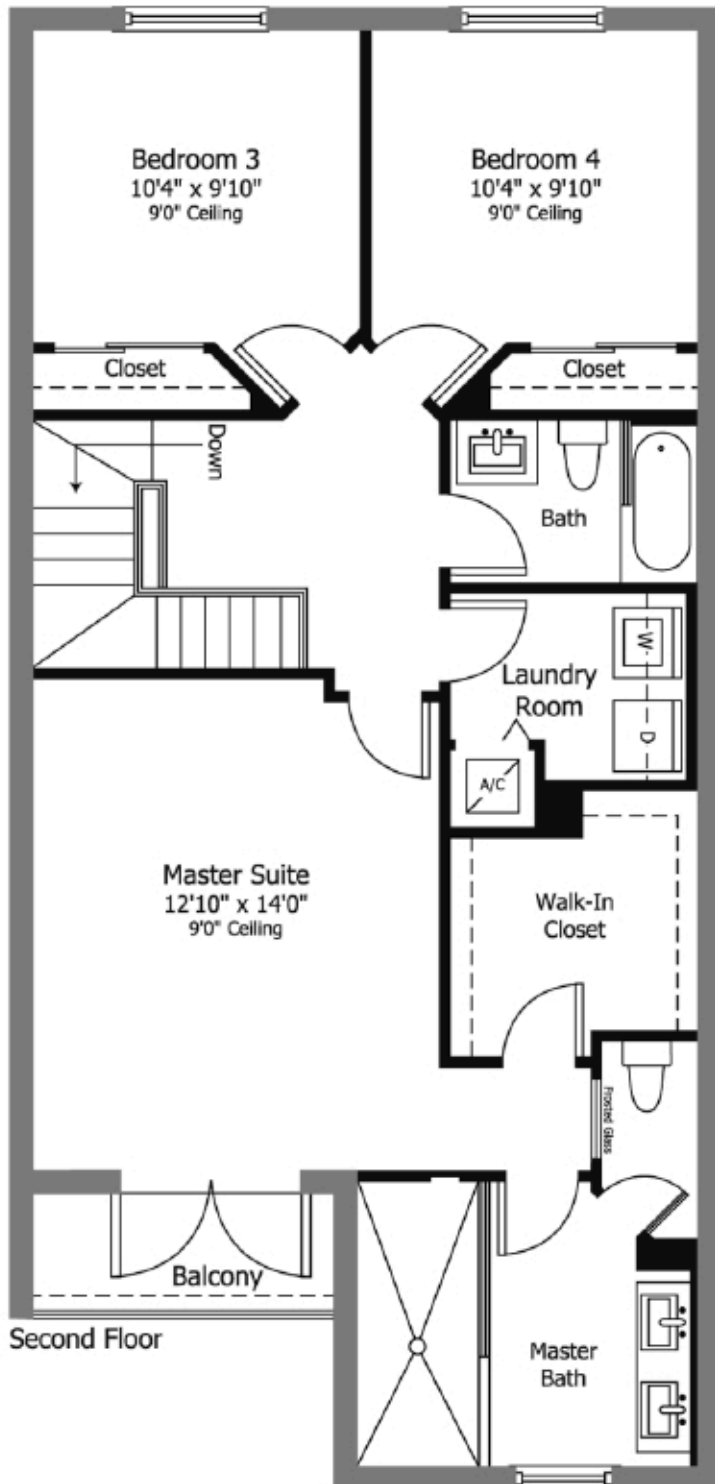 Bedroom 3
10'4" x 9'10"
9'0" Ceiling
Bedroom 4
10'4" x 9'10"
9'0" Ceiling
Closet
Closet
Down
Bath
Laundry
Room
W
D
A/C
Master Suite
12'10" x 14'0"
9'0" Ceiling
Walk-In
Closet
Frosted Glass
Balcony
Second Floor
Master
Bath